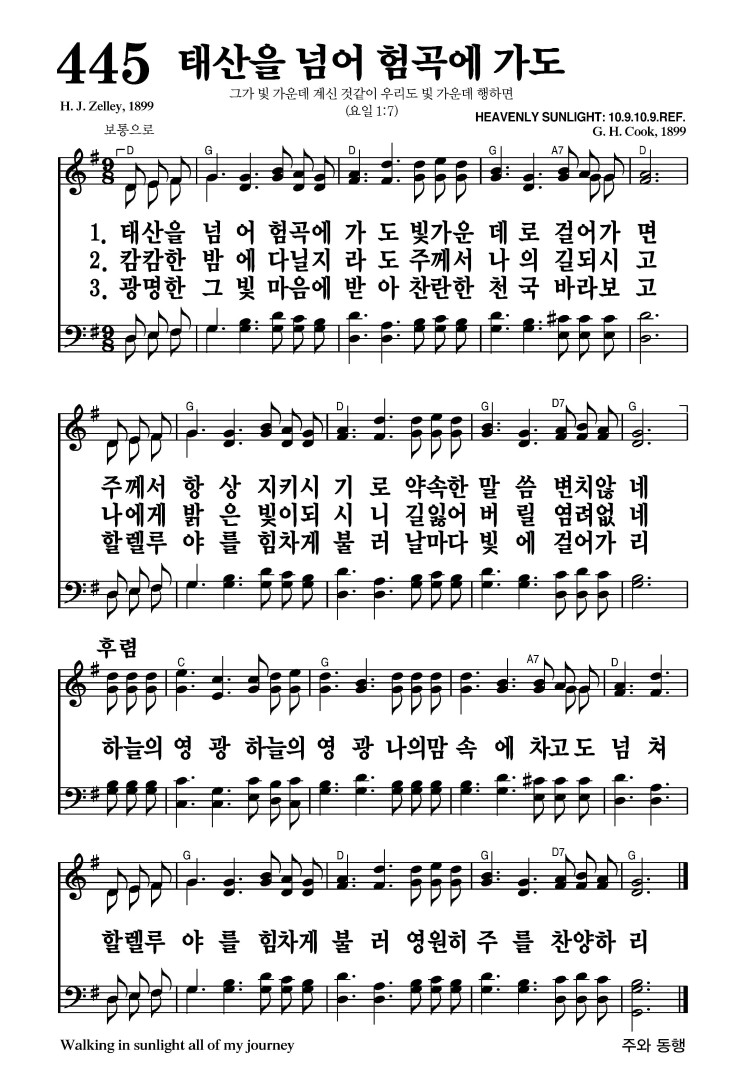 445 태산을 넘어 험곡에 가도
그가 빛 가운데 계신 것같이 우리도 빛 가운데 행하면
(요일 1:7)
H. J. Zelley, 1899
HEAVENLY SUNLIGHT: 10.9.10.9.REF.
G. H. Cook, 1899
보통으로
D G D G A7 D
9 8
1. 태산을 넘 어 험곡에 가 도 빛가운 데 로 걸어가 면
2. 캄캄한 밤 에 다닐지 라 도 주께서 나 의 길되시 고
3. 광명한 그 빛 마음에 받 아 찬란한 천 국 바라보 고
9 8
G D G D7 G
주께서 항 상 지키시 기 로 약속한 말 씀 변치않 네
나에게 밝 은 빛이되 시 니 길잃어 버 릴 염려없 네
할렐루 야 를 힘차게 불 러 날마다 빛 에 걸어가 리
후렴
C G A7 D
하늘의 영 광 하늘의 영 광 나의맘 속 에 차고도 넘 쳐
G D G D7 G
할렐루 야 를 힘차게 불 러 영원히 주 를 찬양하 리
Walking in sunlight all of my journey
주와 동행